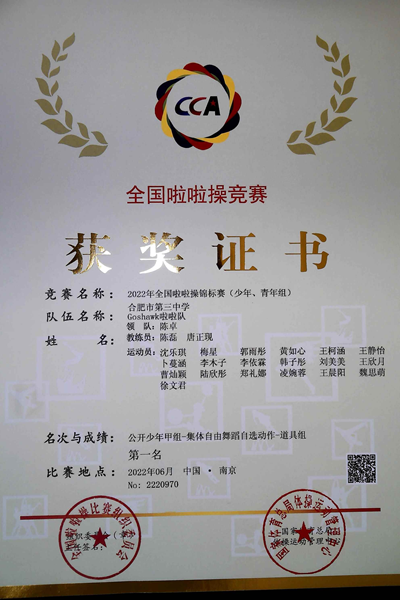 CCA
全国啦啦操竞赛
获奖证书
竞赛名称： 2022年全国啦啦操锦标赛（少年、青年组）
合肥市第三中学
队伍名称： Goshawk啦啦队
领 队：陈卓
姓 名： 教练员：陈磊 唐正现
运动员：沈乐琪 梅星 郭雨彤 黄如心 王柯涵 王静怡
卜蔓涵 李木子 李依霖 韩子彤 刘美美 王欣月
曹灿颖 陆欣彤 郑礼娜 凌婉蓉 王晨阳 魏思萌
徐文君
名次与成绩： 公开少年甲组-集体自由舞蹈自选动作-道具组
第一名
比赛地点： 2022年06月 中国 · 南京
No: 2220970